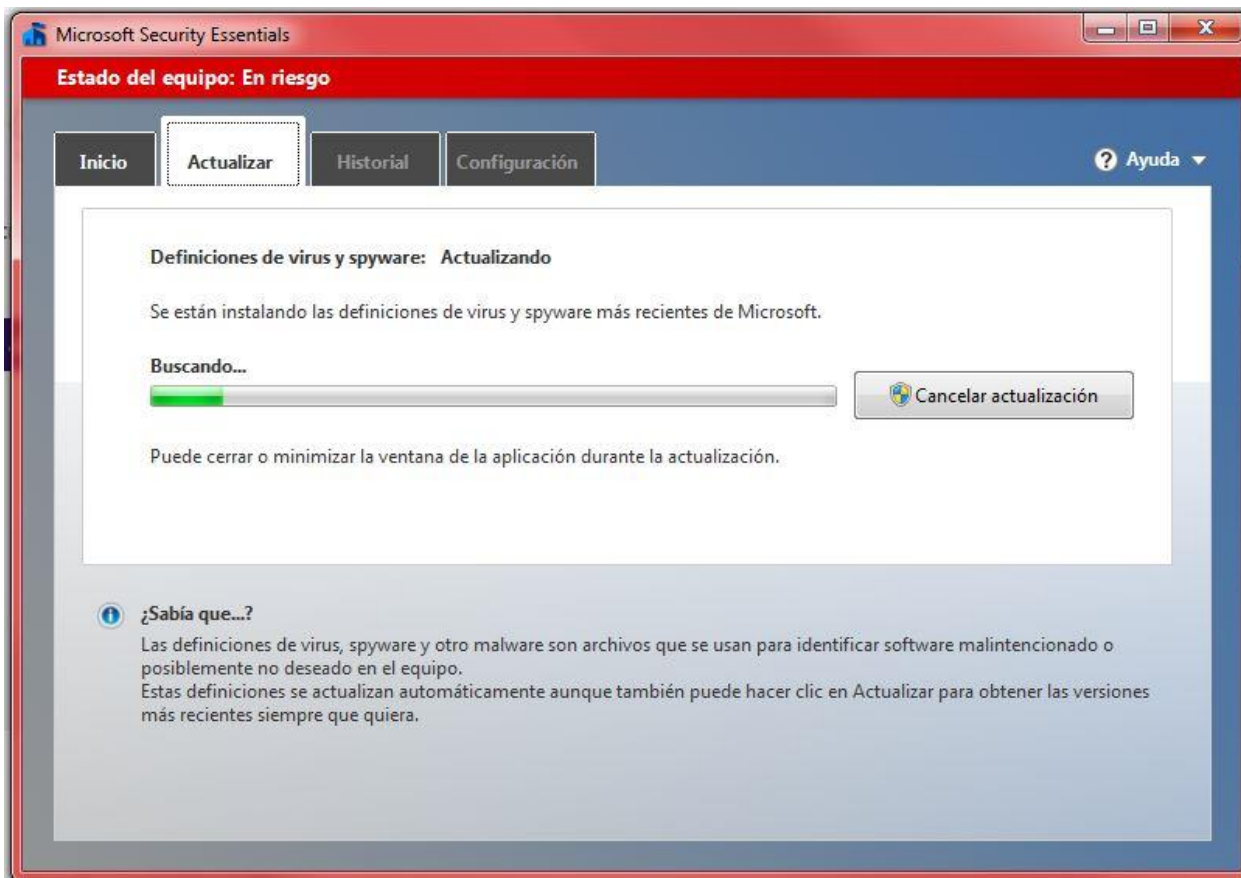 Microsoft Security Essentials
Estado del equipo: En riesgo
Inicio
Actualizar
Historial
Configuración
Ayuda
Definiciones de virus y spyware: Actualizando
Se están instalando las definiciones de virus y spyware más recientes de Microsoft.
Buscando...
Cancelar actualización
Puede cerrar o minimizar la ventana de la aplicación durante la actualización.
¿Sabía que...?
Las definiciones de virus, spyware y otro malware son archivos que se usan para identificar software malintencionado o
posiblemente no deseado en el equipo.
Estas definiciones se actualizan automáticamente aunque también puede hacer clic en Actualizar para obtener las versiones
más recientes siempre que quiera.